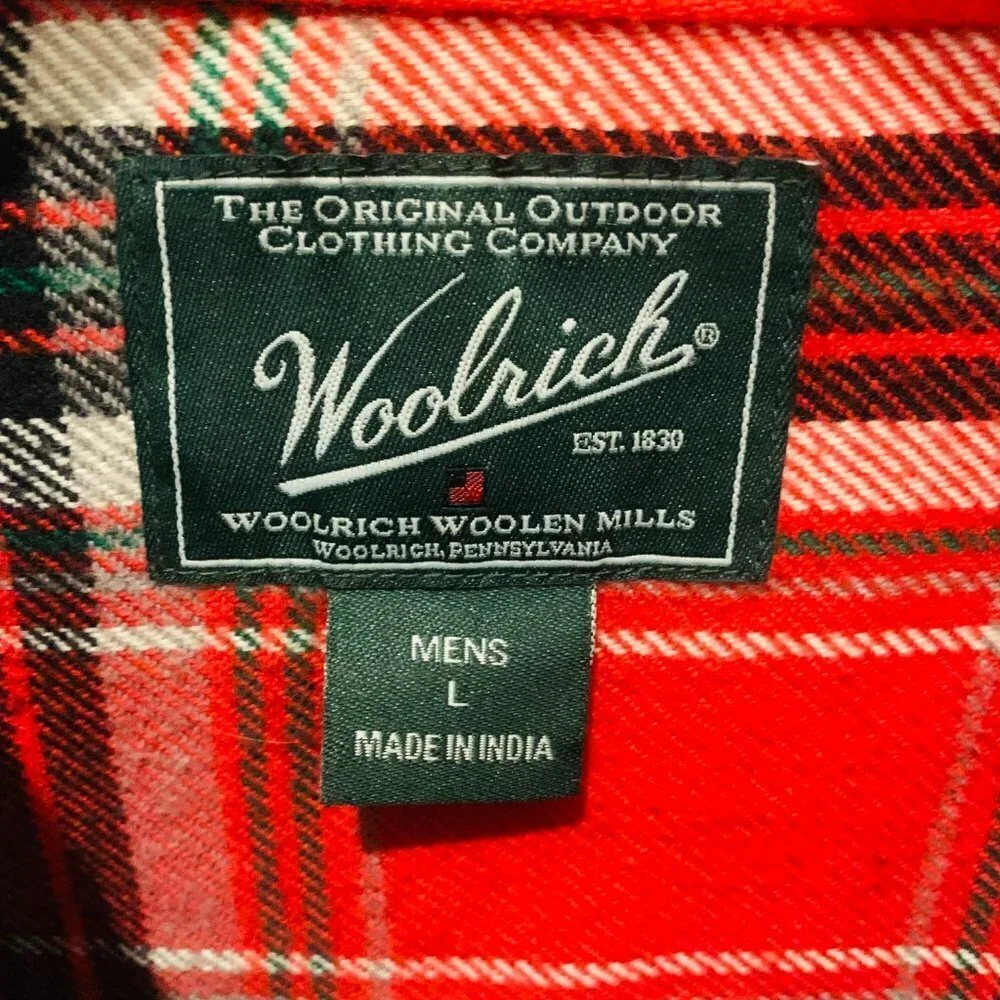 THE ORIGINAL OUTDOOR
CLOTHING COMPANY
Woolrich®
EST. 1830
WOOLRICH WOOLEN MILLS
WOOLRICH, PENNSYLVANIA
MENS
L
MADE IN INDIA